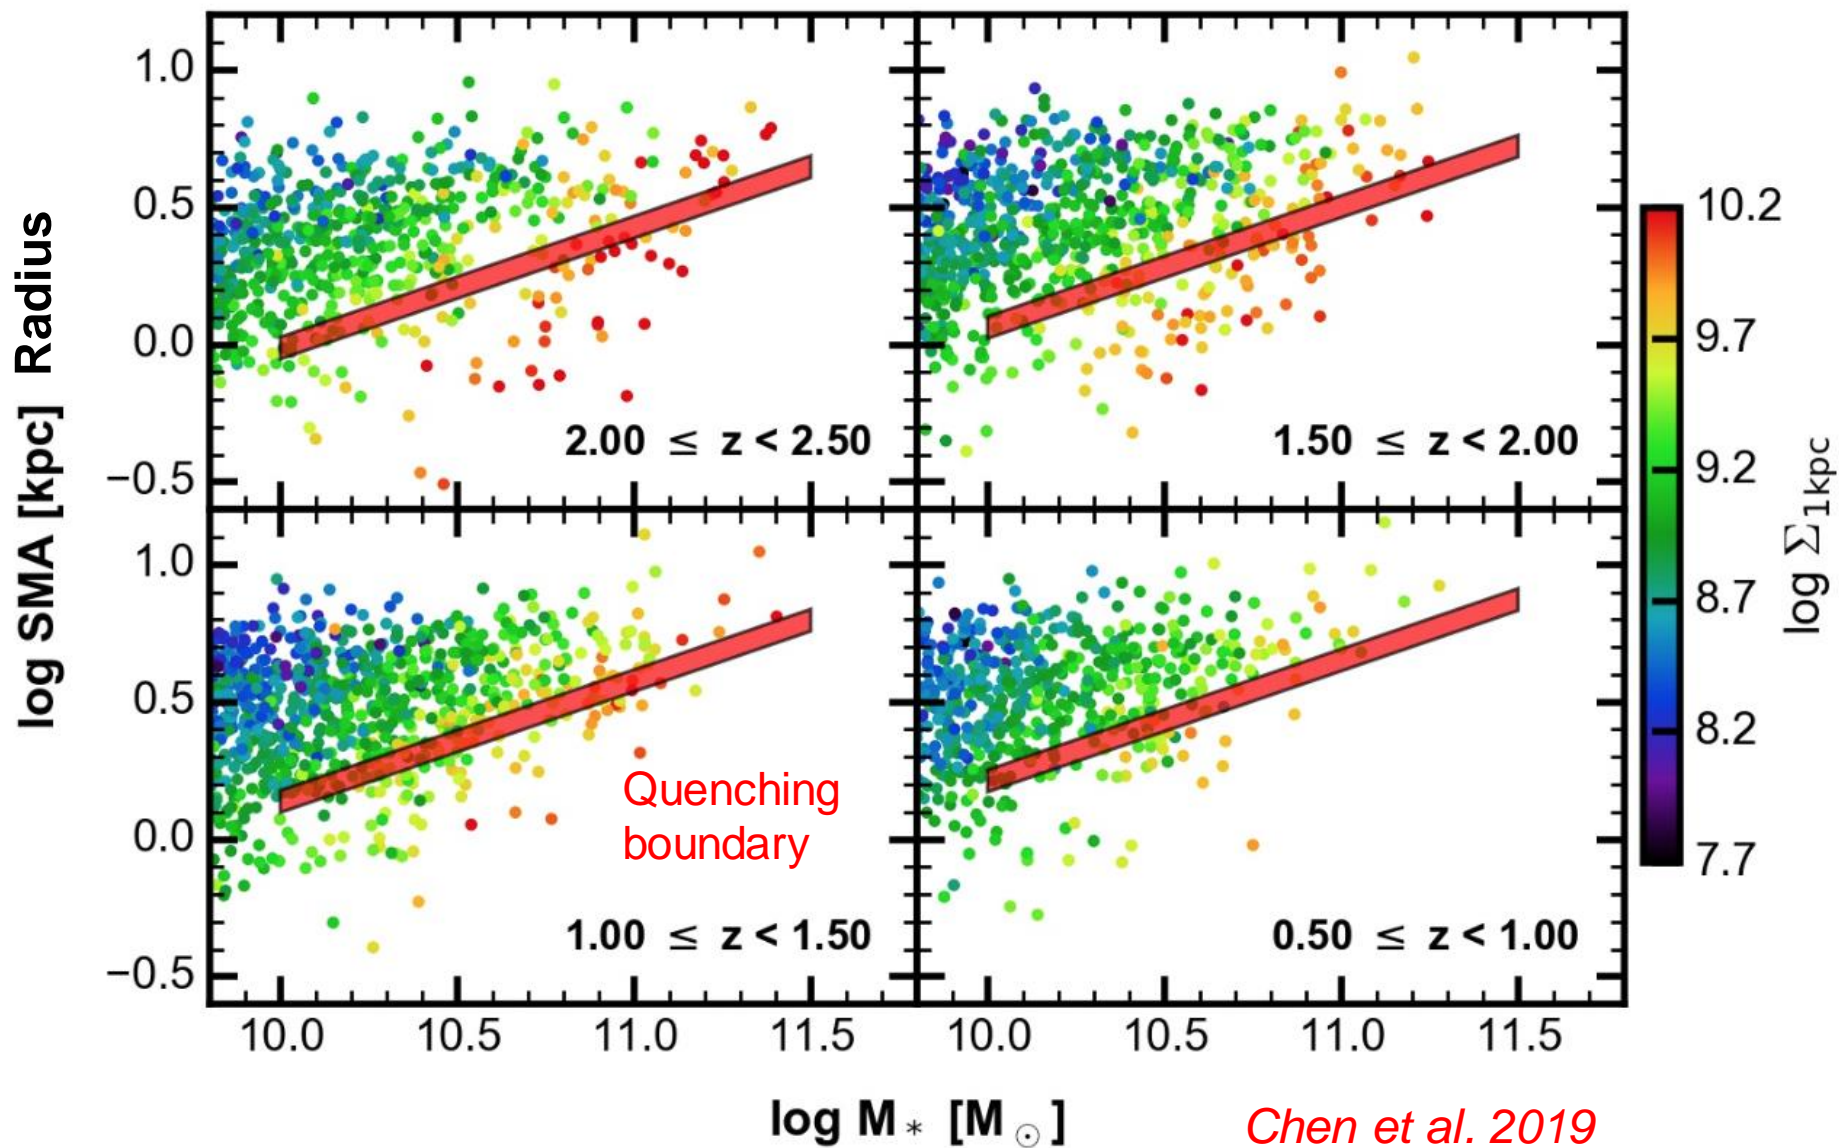 log SMA [kpc] Radius
1.0
0.5
0.0
−0.5
2.00 ≤ z < 2.50
1.50 ≤ z < 2.00
1.0
0.5
0.0
−0.5
Quenching
boundary
1.00 ≤ z < 1.50
0.50 ≤ z < 1.00
10.0 10.5 11.0 11.5 10.0 10.5 11.0 11.5
log M* [M☉]
Chen et al. 2019
10.2
9.7
9.2
8.7
8.2
7.7
log Σ1kpc